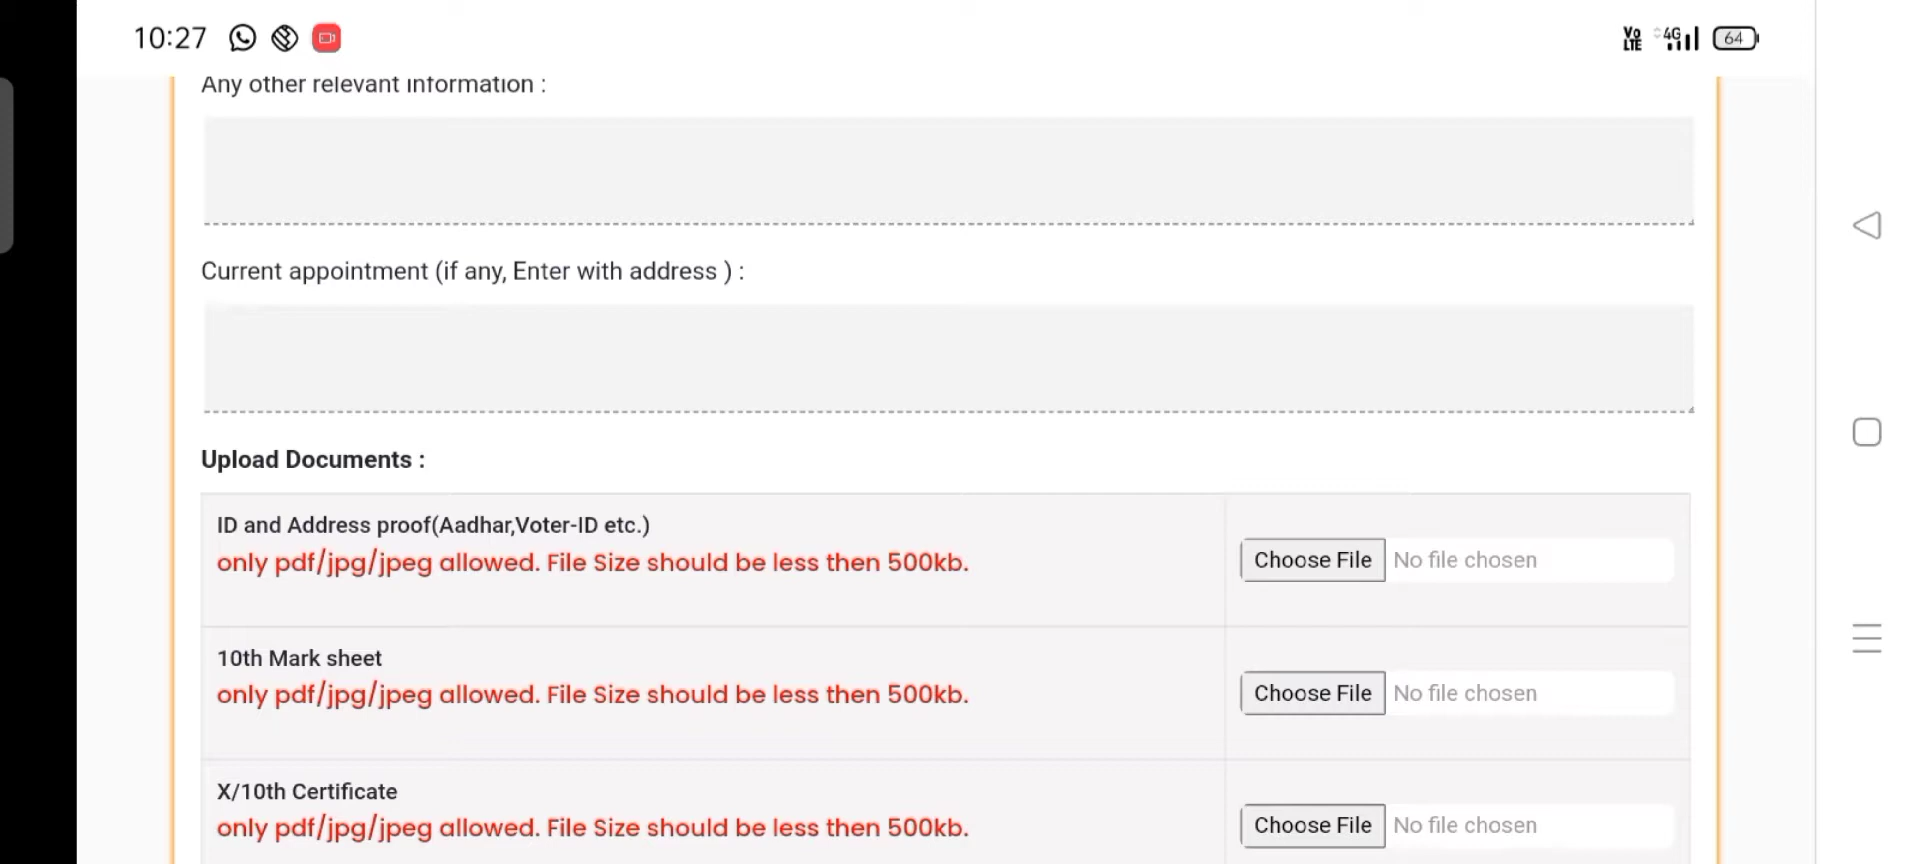 10:27
Vo LTE 4G 64
Any other relevant information :
Current appointment (if any, Enter with address ) :
Upload Documents :
ID and Address proof(Aadhar,Voter-ID etc.)
only pdf/jpg/jpeg allowed. File Size should be less then 500kb.
Choose File No file chosen
10th Mark sheet
only pdf/jpg/jpeg allowed. File Size should be less then 500kb.
Choose File No file chosen
X/10th Certificate
only pdf/jpg/jpeg allowed. File Size should be less then 500kb.
Choose File No file chosen